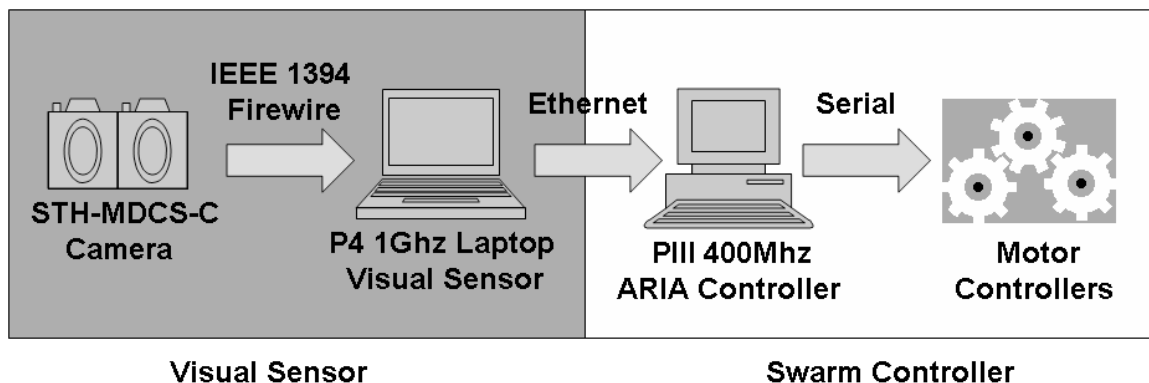 IEEE 1394
Firewire
Ethernet
Serial
STH-MDCS-C
Camera
P4 1Ghz Laptop
Visual Sensor
PIII 400Mhz
ARIA Controller
Motor
Controllers
Visual Sensor
Swarm Controller